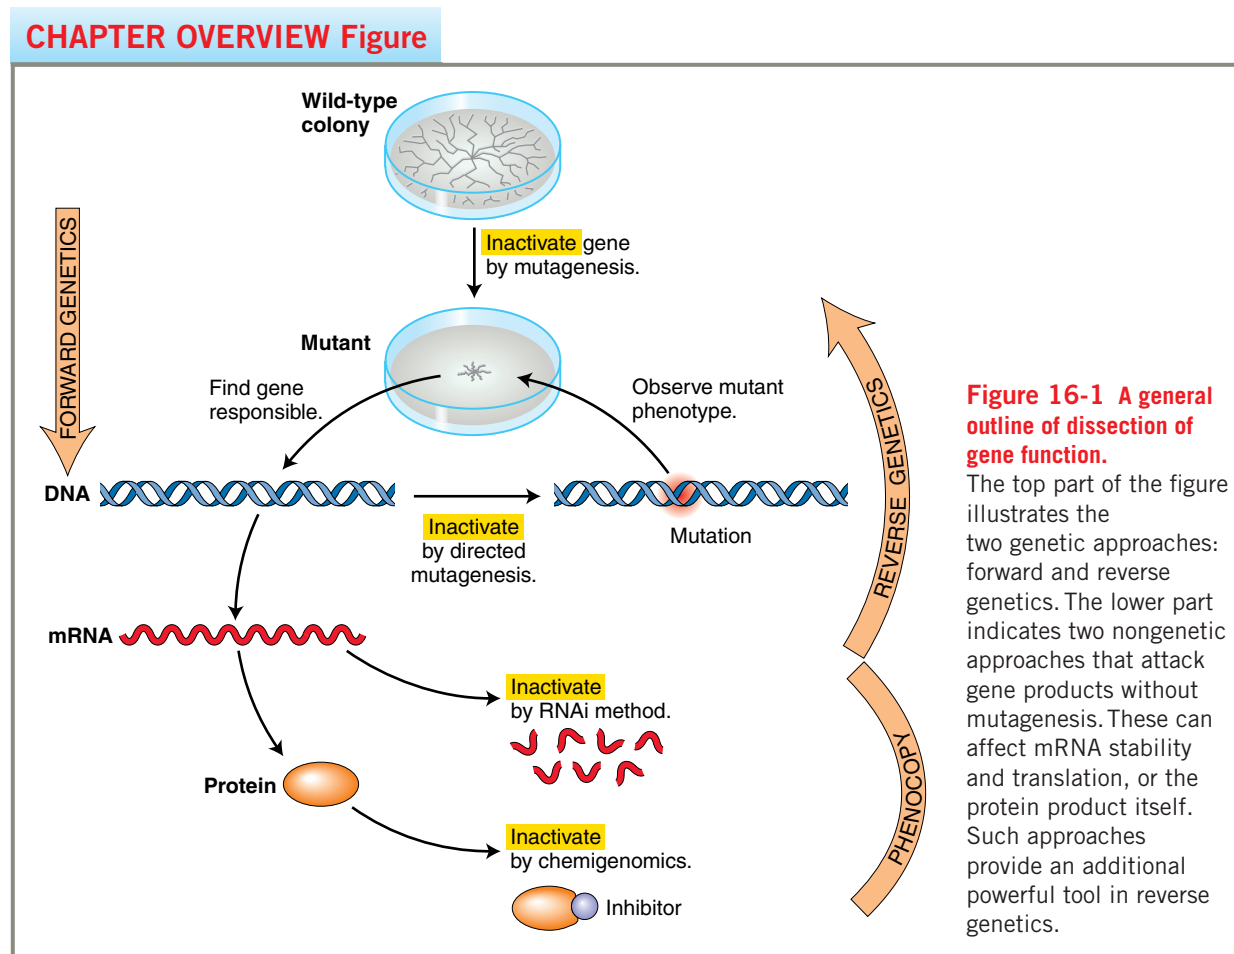 CHAPTER OVERVIEW Figure
Wild-type
colony
Inactivate gene
by mutagenesis.
FORWARD GENETICS
Mutant
Find gene
responsible.
Observe mutant
phenotype.
DNA
Inactivate
by directed
mutagenesis.
Mutation
REVERSE GENETICS
mRNA
Inactivate
by RNAi method.
Protein
Inactivate
by chemigenomics.
Inhibitor
PHENOCOPY
Figure 16-1 A general
outline of dissection of
gene function.
The top part of the figure
illustrates the
two genetic approaches:
forward and reverse
genetics. The lower part
indicates two nongenetic
approaches that attack
gene products without
mutagenesis. These can
affect mRNA stability
and translation, or the
protein product itself.
Such approaches
provide an additional
powerful tool in reverse
genetics.